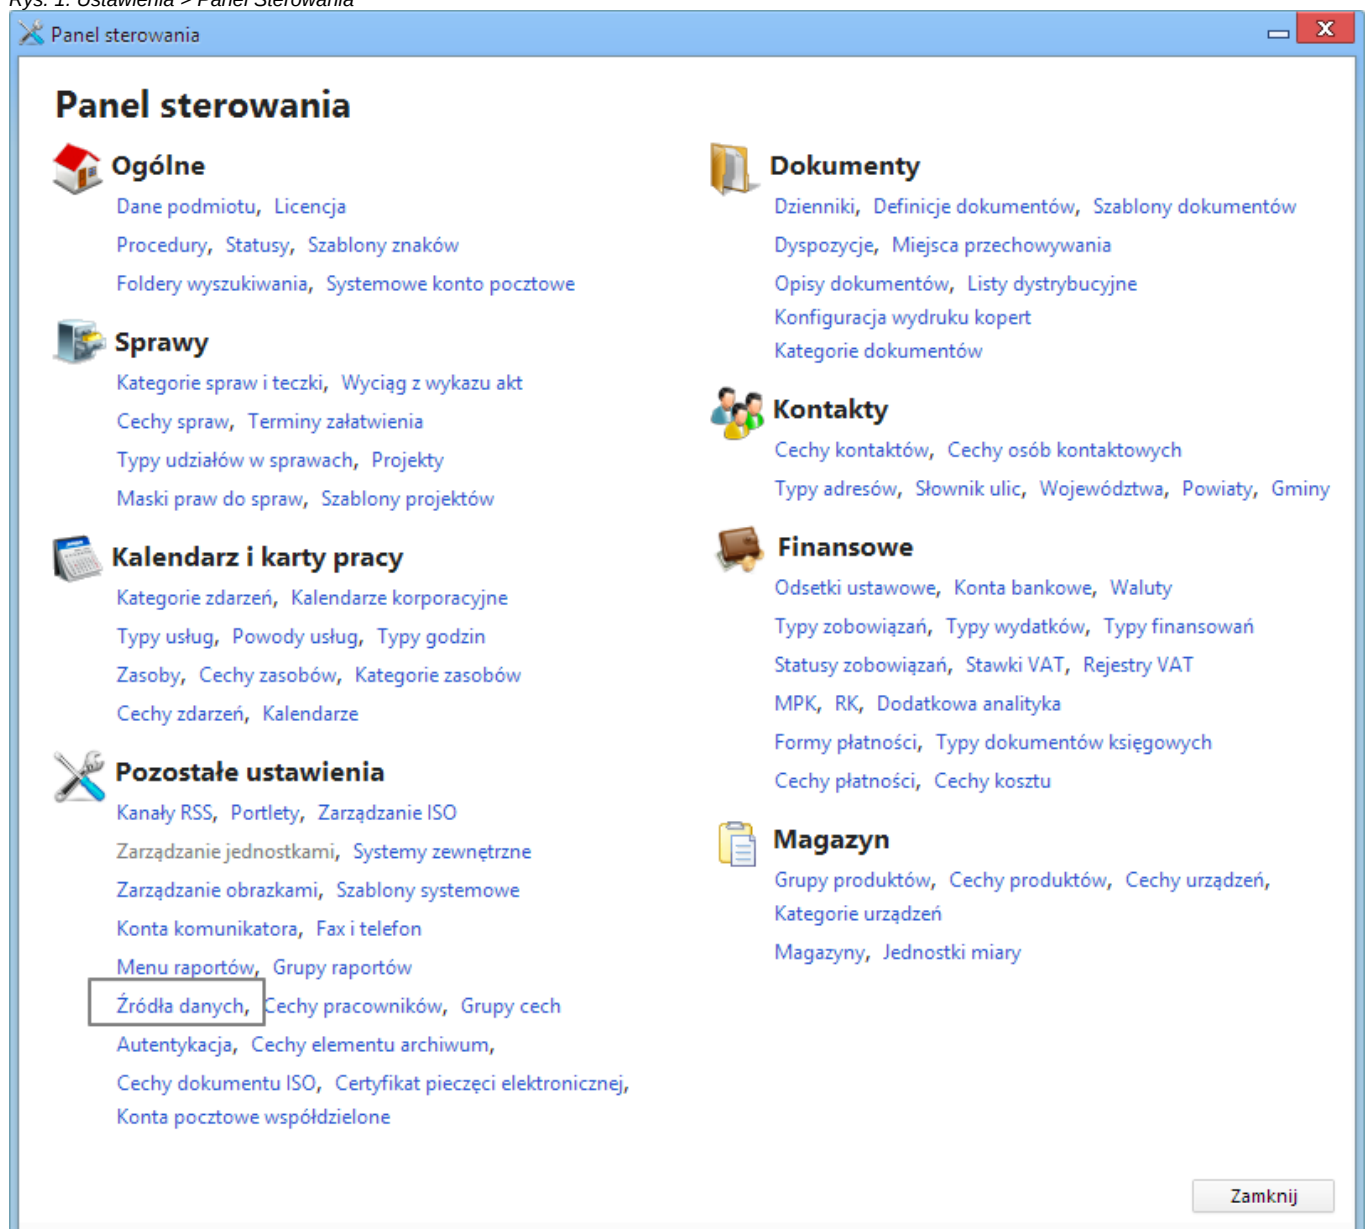 Rys. 1. Ustawienia > Panel Sterowania
Panel sterowania
X
Panel sterowania
Ogólne
Dane podmiotu, Licencja
Procedury, Statusy, Szablony znaków
Foldery wyszukiwania, Systemowe konto pocztowe
Sprawy
Kategorie spraw i teczki, Wyciąg z wykazu akt
Cechy spraw, Terminy załatwienia
Typy udziałów w sprawach, Projekty
Maski praw do spraw, Szablony projektów
Kalendarz i karty pracy
Kategorie zdarzeń, Kalendarze korporacyjne
Typy usług, Powody usług, Typy godzin
Zasoby, Cechy zasobów, Kategorie zasobów
Cechy zdarzeń, Kalendarze
Pozostałe ustawienia
Kanały RSS, Portlety, Zarządzanie ISO
Zarządzanie jednostkami, Systemy zewnętrzne
Zarządzanie obrazkami, Szablony systemowe
Konta komunikatora, Fax i telefon
Menu raportów, Grupy raportów
Źródła danych, Cechy pracowników, Grupy cech
Autentykacja, Cechy elementu archiwum,
Cechy dokumentu ISO, Certyfikat pieczęci elektronicznej,
Konta pocztowe współdzielone
Dokumenty
Dzienniki, Definicje dokumentów, Szablony dokumentów
Dyspozycje, Miejsca przechowywania
Opisy dokumentów, Listy dystrybucyjne
Konfiguracja wydruku kopert
Kategorie dokumentów
Kontakty
Cechy kontaktów, Cechy osób kontaktowych
Typy adresów, Słownik ulic, Województwa, Powiaty, Gminy
Finansowe
Odsetki ustawowe, Konta bankowe, Waluty
Typy zobowiązań, Typy wydatków, Typy finansowań
Statusy zobowiązań, Stawki VAT, Rejestry VAT
MPK, RK, Dodatkowa analityka
Formy płatności, Typy dokumentów księgowych
Cechy płatności, Cechy kosztu
Magazyn
Grupy produktów, Cechy produktów, Cechy urządzeń,
Kategorie urządzeń
Magazyny, Jednostki miary
Zamknij